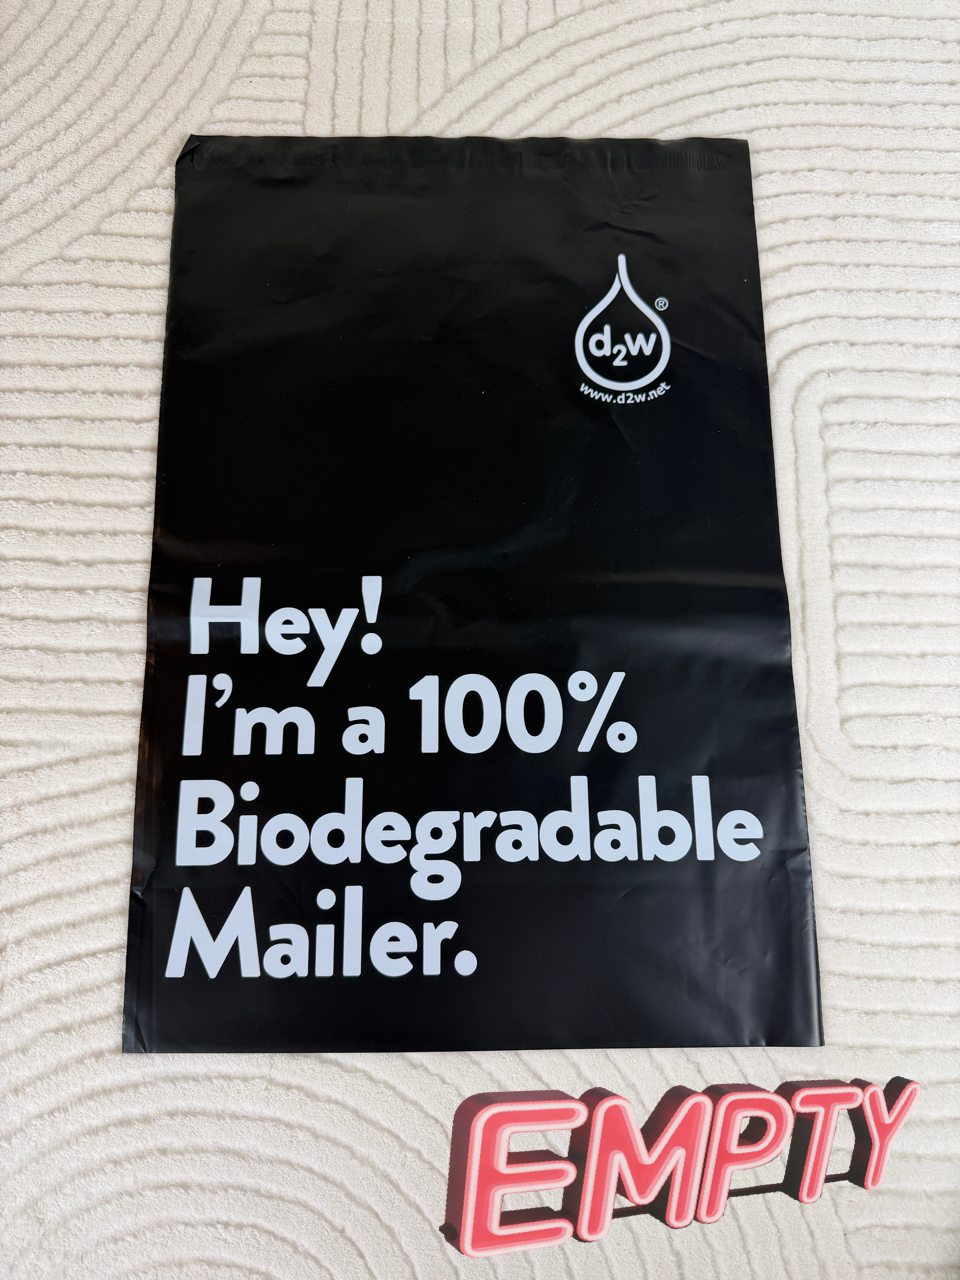 d2w®
www.d2w.net
Hey!
I'm a 100%
Biodegradable
Mailer.
EMPTY